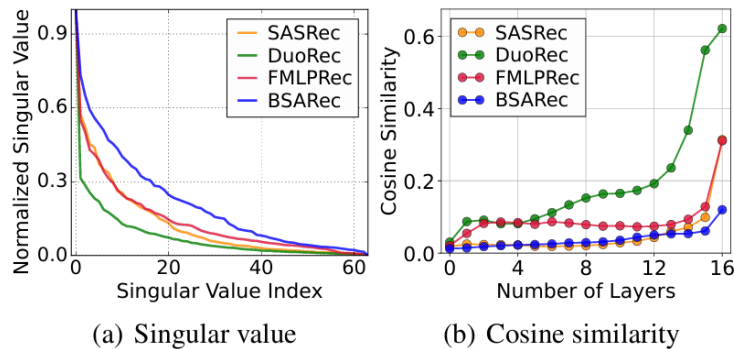 0.9
0.6
0.3
0.0
Normalized Singular Value
SASRec
DuoRec
FMLPRec
BSARec
0 20 40 60
Singular Value Index
(a) Singular value
0.6
0.4
0.2
0.0
Cosine Similarity
SASRec
DuoRec
FMLPRec
BSARec
0 4 8 12 16
Number of Layers
(b) Cosine similarity